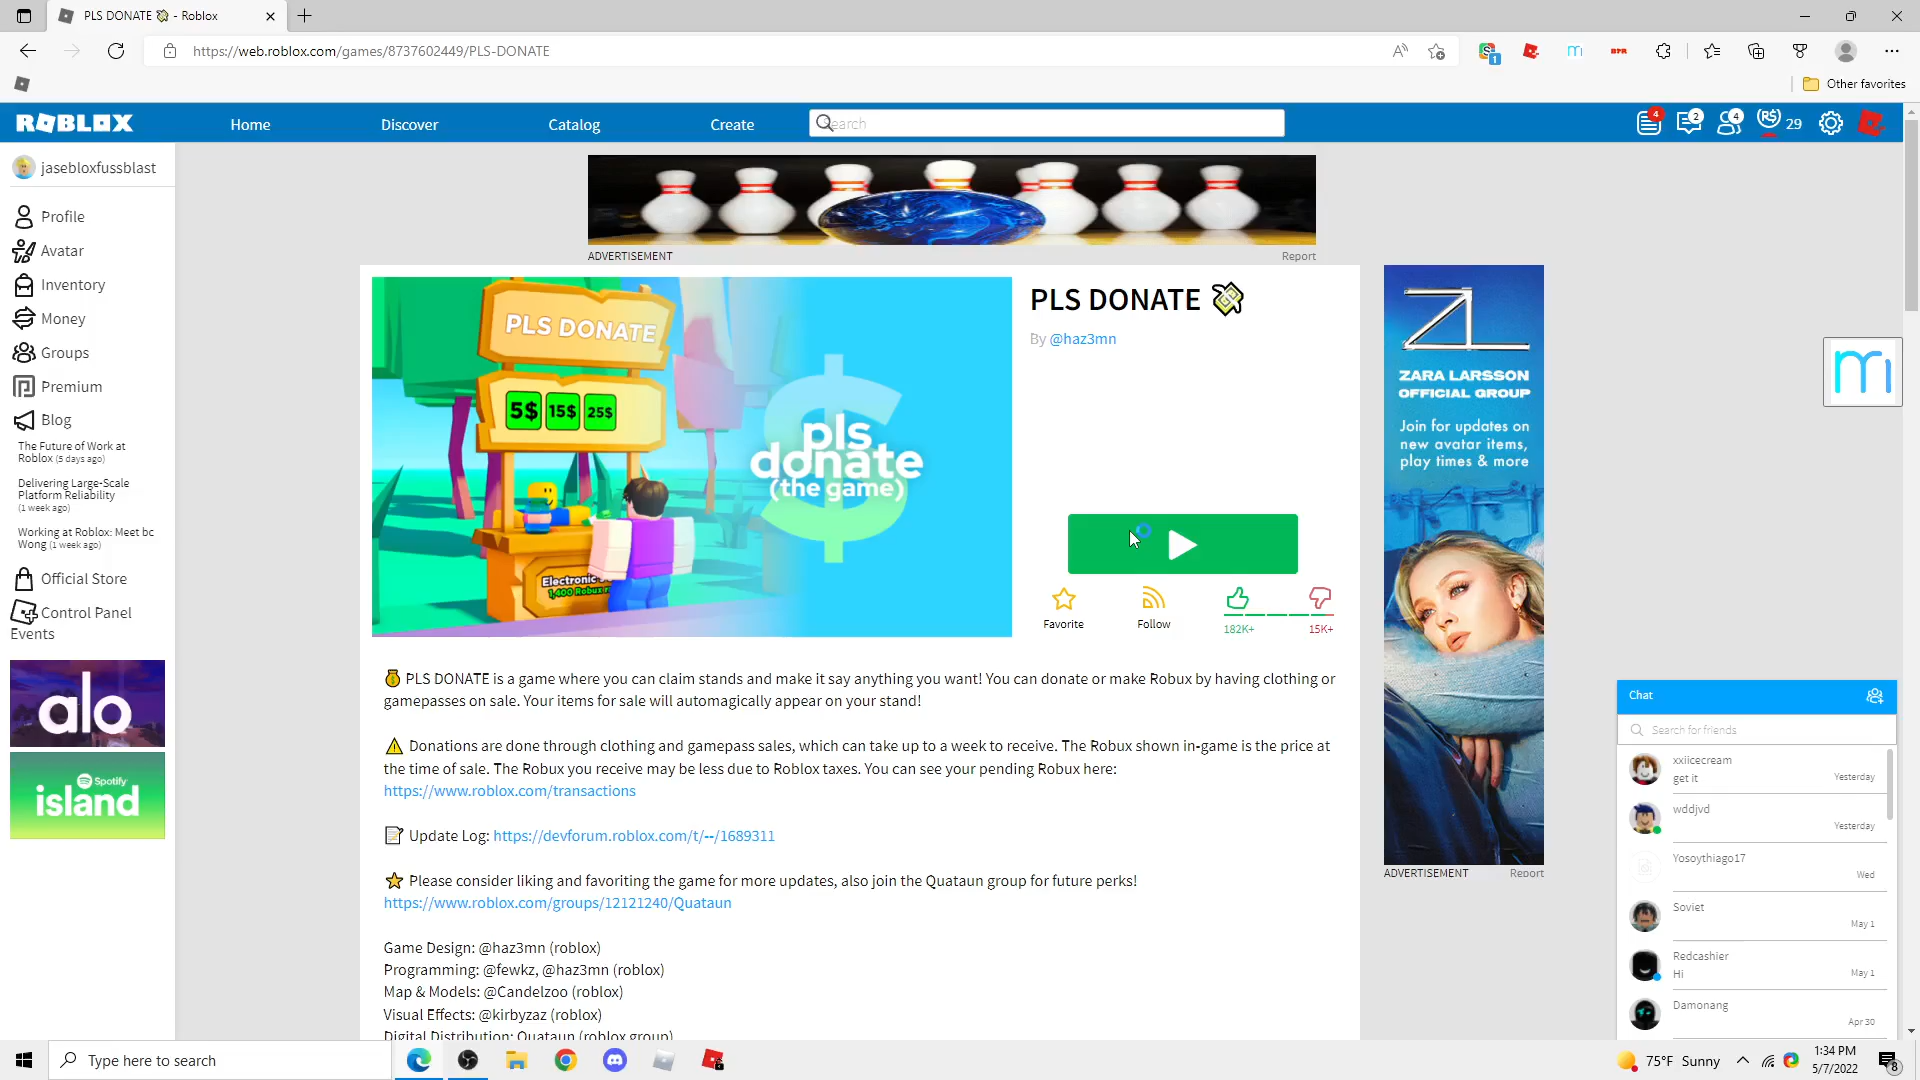 PLS DONATE 💸 - Roblox
https://web.roblox.com/games/8737602449/PLS-DONATE
1
Other favorites
ROBLOX
Home
Discover
Catalog
Create
Search
4
2
4
R$
29
jasebloxfussblast
Profile
Avatar
Inventory
Money
Groups
Premium
Blog
The Future of Work at
Roblox (5 days ago)
Delivering Large-Scale
Platform Reliability
(1 week ago)
Working at Roblox: Meet bc
Wong (1 week ago)
Official Store
Control Panel
Events
alo
Spotify
island
ADVERTISEMENT
Report
PLS DONATE
5$ 15$ 25$
pls
donate
(the game)
PLS DONATE 💸
By @haz3mn
Favorite
Follow
182K+
15K+
💰 PLS DONATE is a game where you can claim stands and make it say anything you want! You can donate or make Robux by having clothing or
gamepasses on sale. Your items for sale will automagically appear on your stand!
⚠️ Donations are done through clothing and gamepass sales, which can take up to a week to receive. The Robux shown in-game is the price at
the time of sale. The Robux you receive may be less due to Roblox taxes. You can see your pending Robux here:
https://www.roblox.com/transactions
📝 Update Log: https://devforum.roblox.com/t/--/1689311
⭐ Please consider liking and favoriting the game for more updates, also join the Quataun group for future perks!
https://www.roblox.com/groups/12121240/Quataun
Game Design: @haz3mn (roblox)
Programming: @fewkz, @haz3mn (roblox)
Map & Models: @Candelzoo (roblox)
Visual Effects: @kirbyzaz (roblox)
Digital Distribution: Quataun (roblox group)
ZL
ZARA LARSSON
OFFICIAL GROUP
Join for updates on
new avatar items,
play times & more
ADVERTISEMENT
Report
mi
Chat
Search for friends
xxiicecream
get it
Yesterday
wddjvd
Yesterday
Yosoythiago17
Wed
Soviet
May 1
Redcashier
Hi
May 1
Damonang
Apr 30
Type here to search
75°F Sunny
1:34 PM
5/7/2022
8